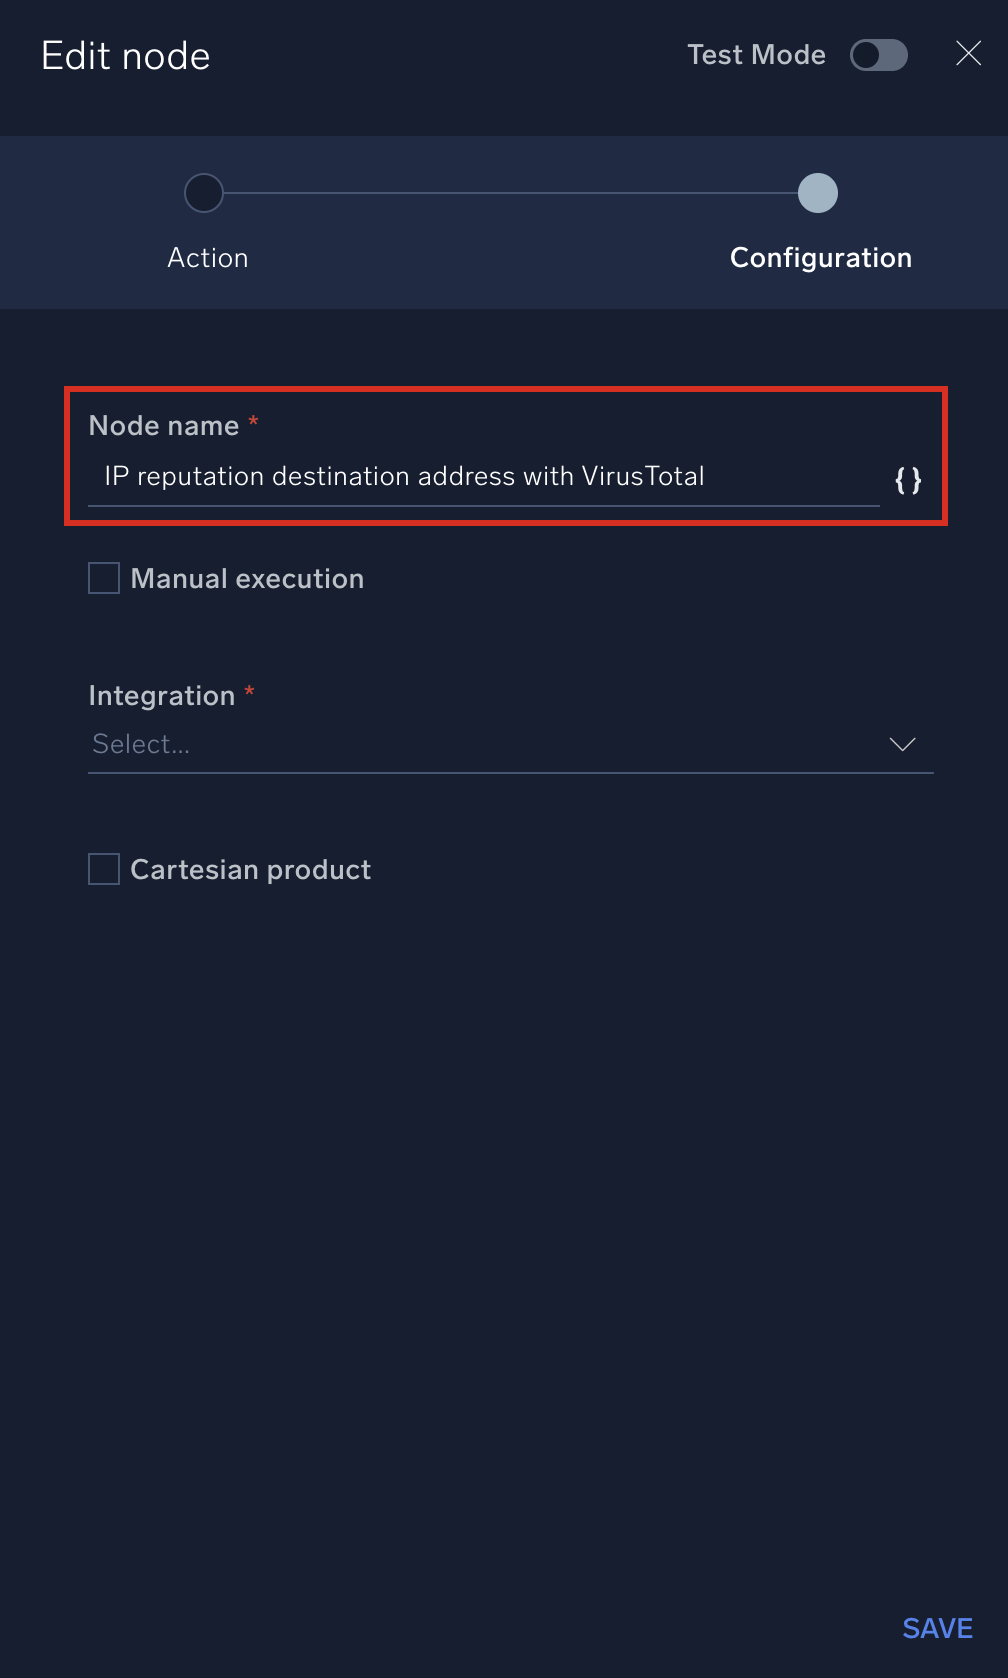 Edit node
Test Mode
Action
Configuration
Node name *
IP reputation destination address with VirusTotal
{}
Manual execution
Integration *
Select...
Cartesian product
SAVE